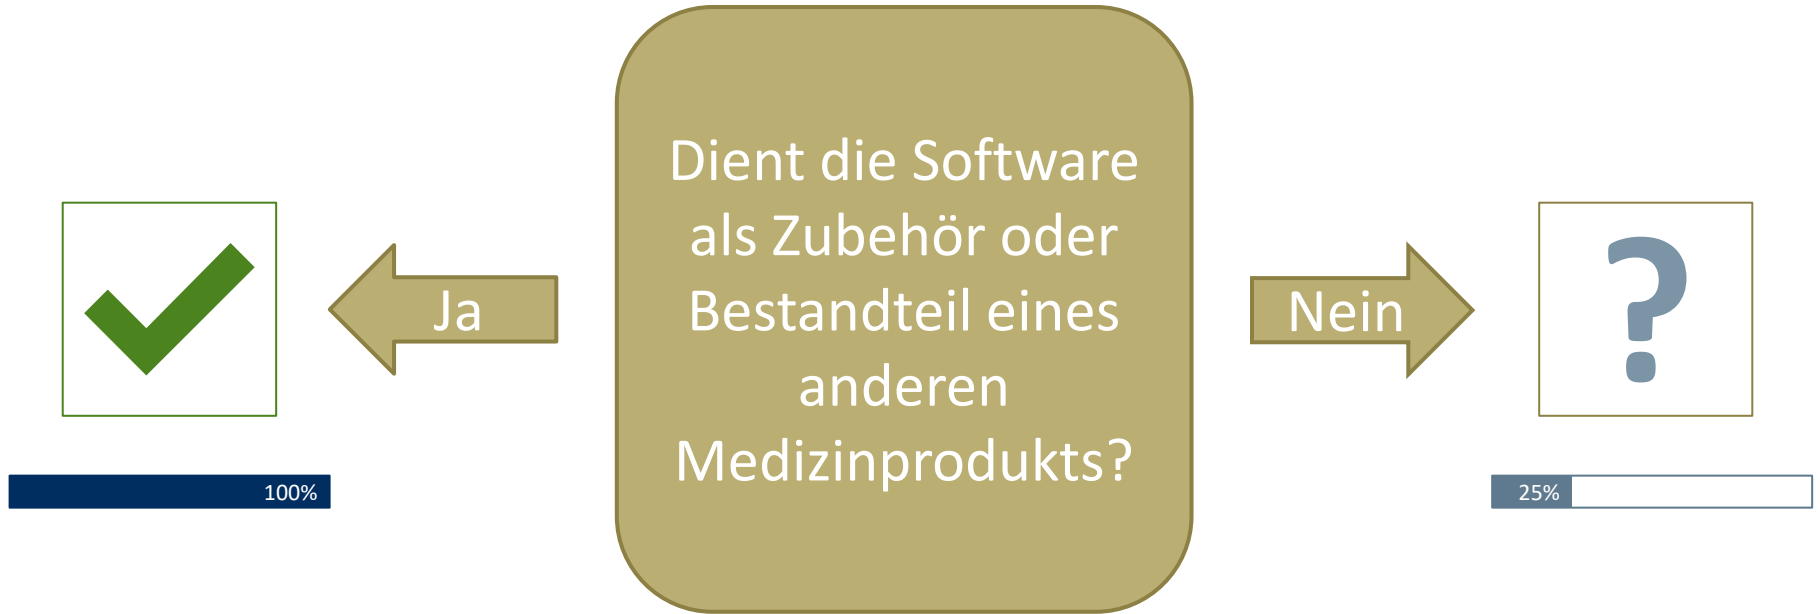 Dient die Software
als Zubehör oder
Bestandteil eines
anderen
Medizinprodukts?
Ja
Nein
?
100%
25%